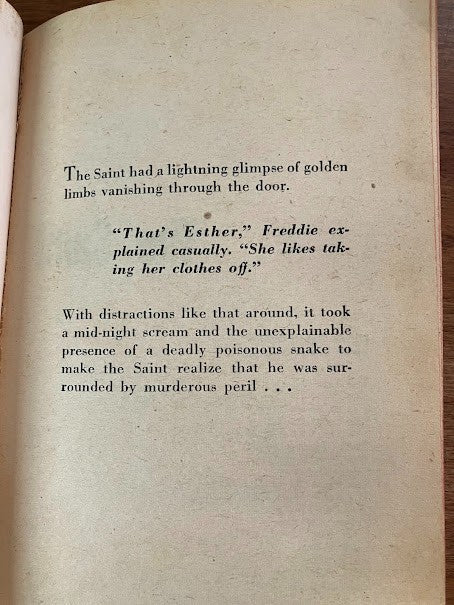 The Saint had a lightning glimpse of golden
limbs vanishing through the door.
“That’s Esther,” Freddie ex-
plained casually. “She likes tak-
ing her clothes off.”
With distractions like that around, it took
a mid-night scream and the unexplainable
presence of a deadly poisonous snake to
make the Saint realize that he was sur-
rounded by murderous peril . . .